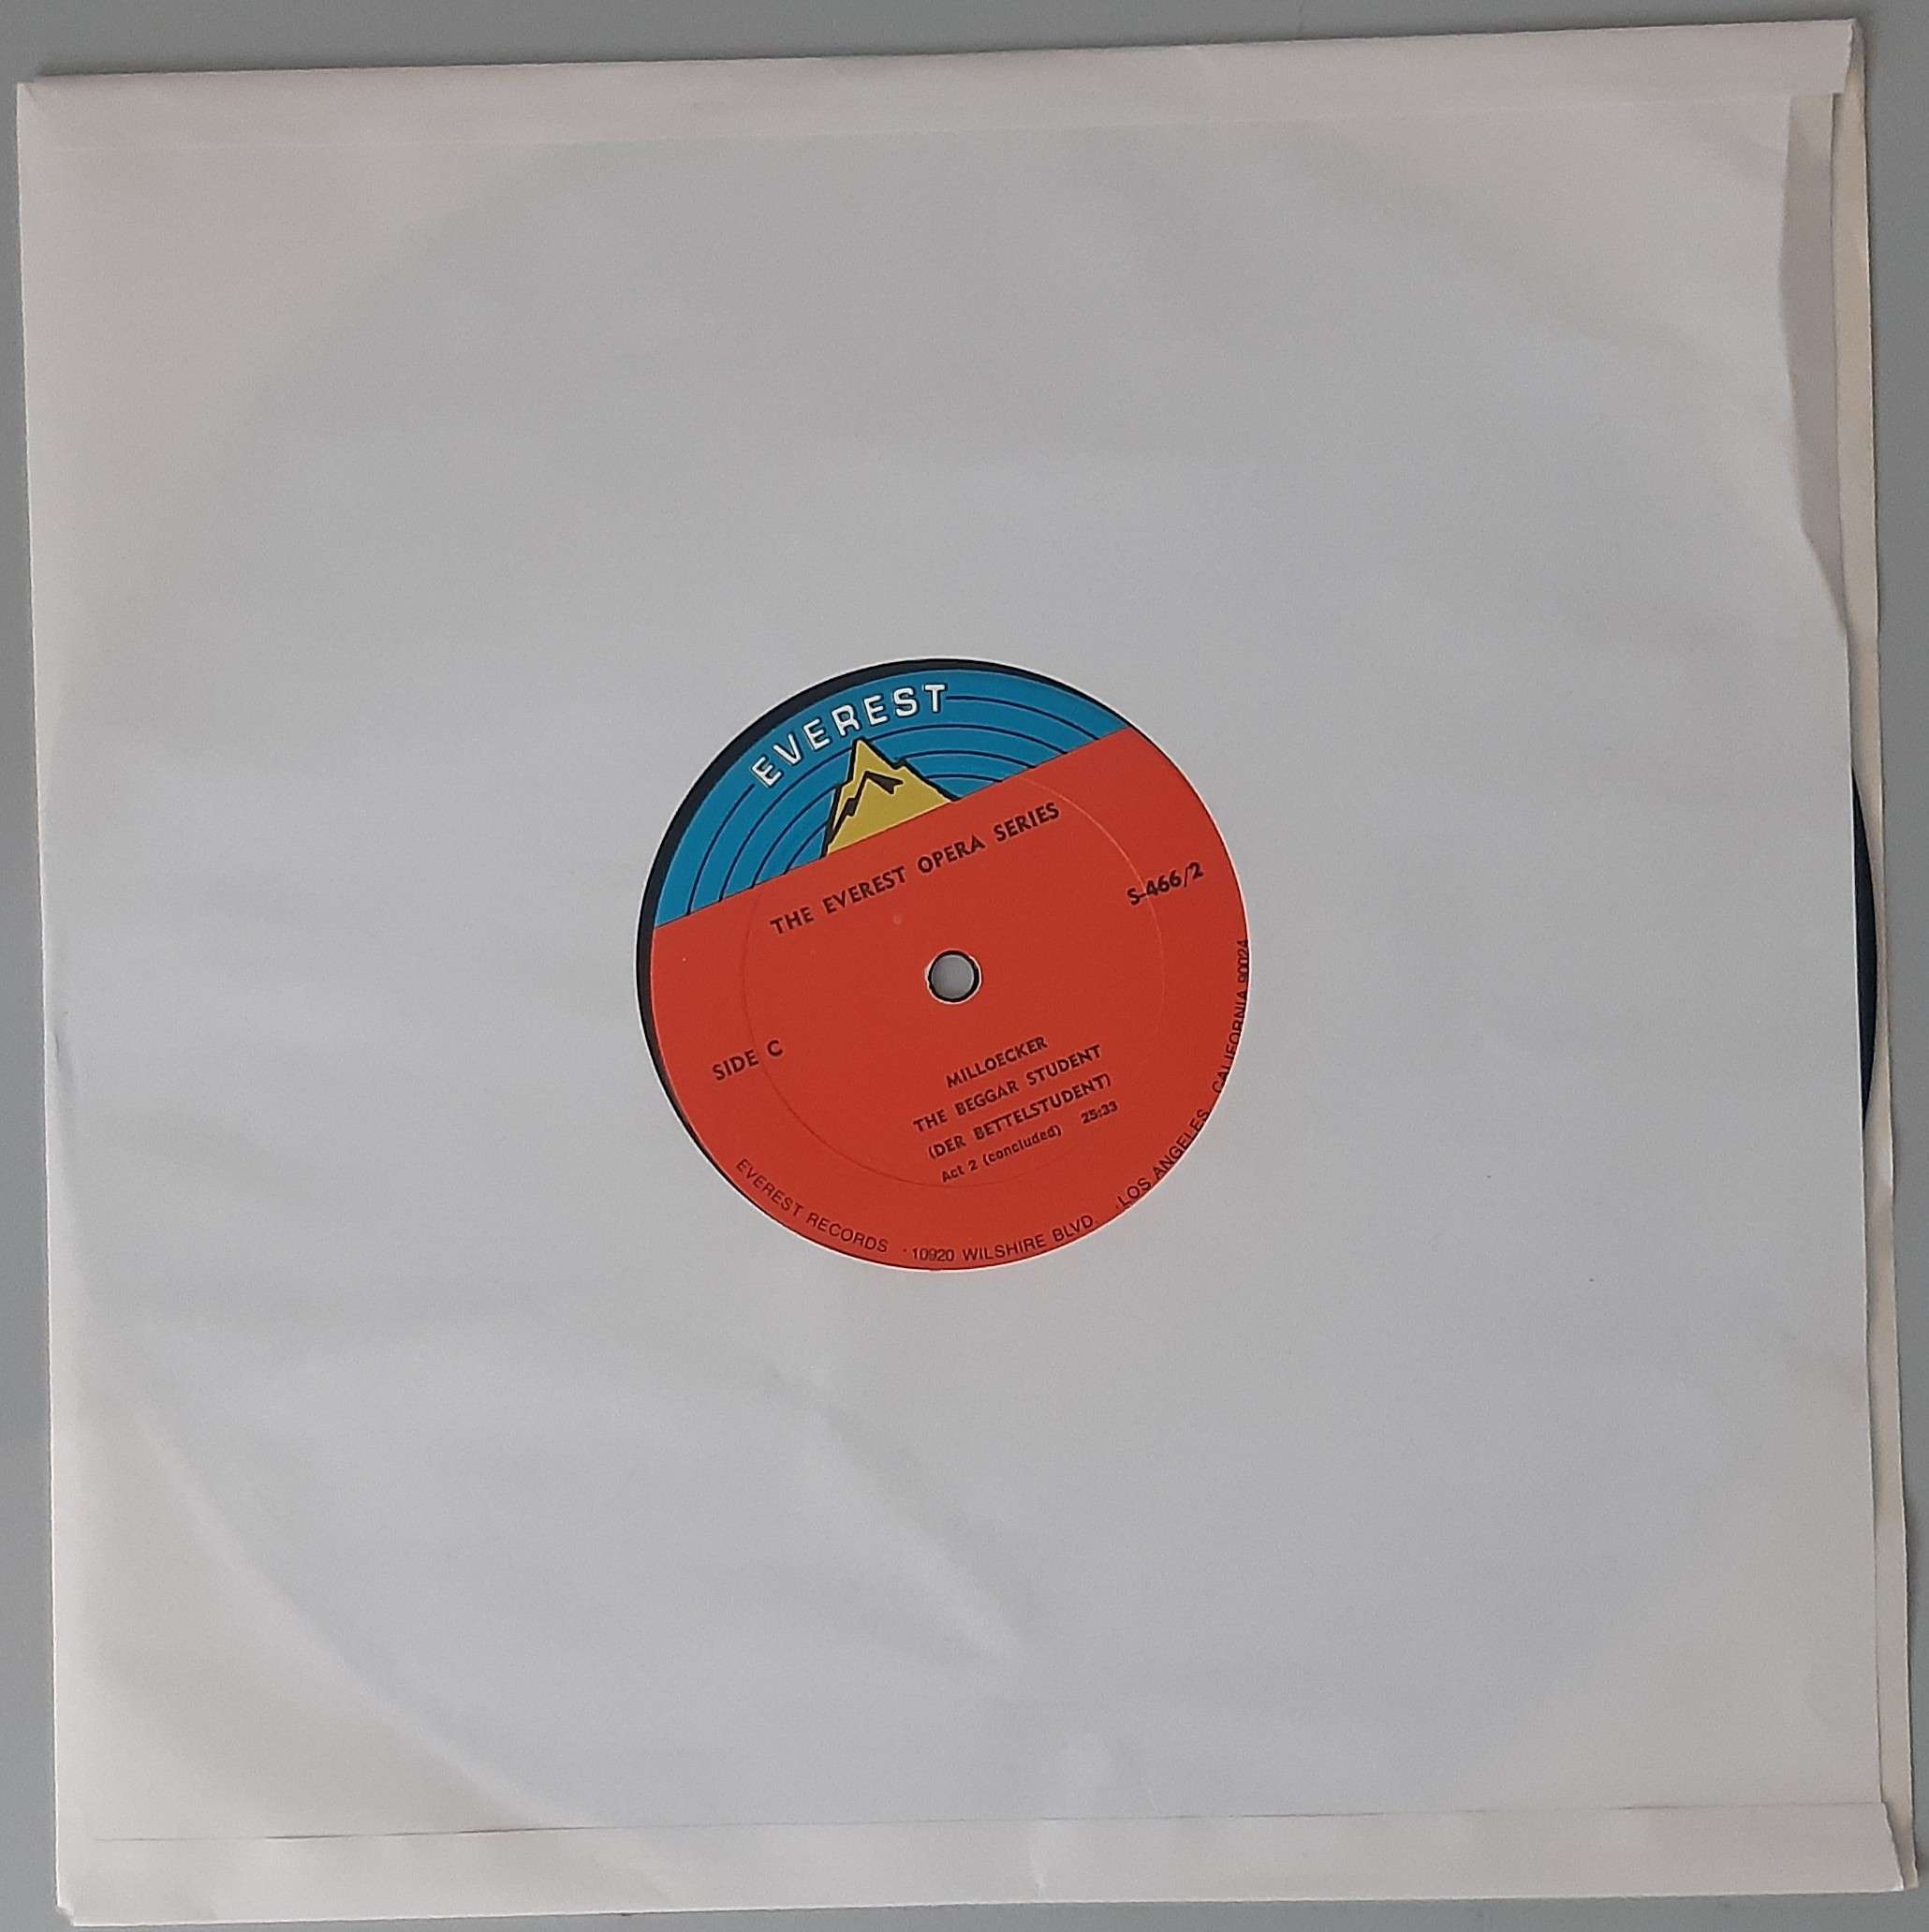 EVEREST
THE EVEREST OPERA SERIES
S-466/2
SIDE C
MILLOECKER
THE BEGGAR STUDENT
(DER BETTELSTUDENT)
Act 2 (concluded) 25:33
EVEREST RECORDS · 10920 WILSHIRE BLVD. · LOS ANGELES, CALIFORNIA 90024